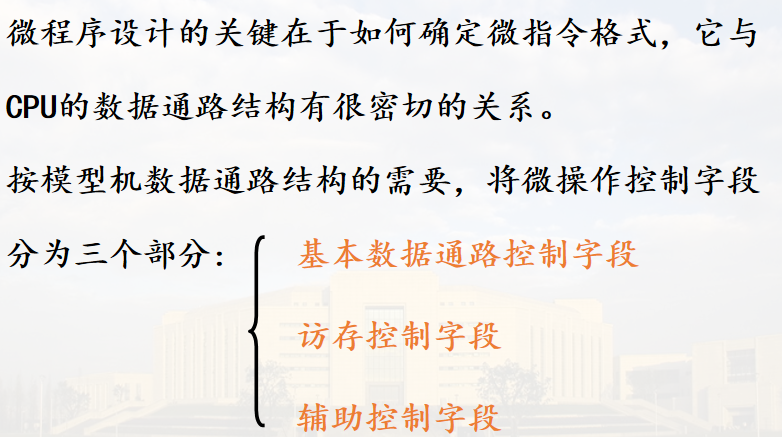 微程序设计的关键在于如何确定微指令格式，它与
CPU的数据通路结构有很密切的关系。
按模型机数据通路结构的需要，将微操作控制字段
分为三个部分：
基本数据通路控制字段
访存控制字段
辅助控制字段